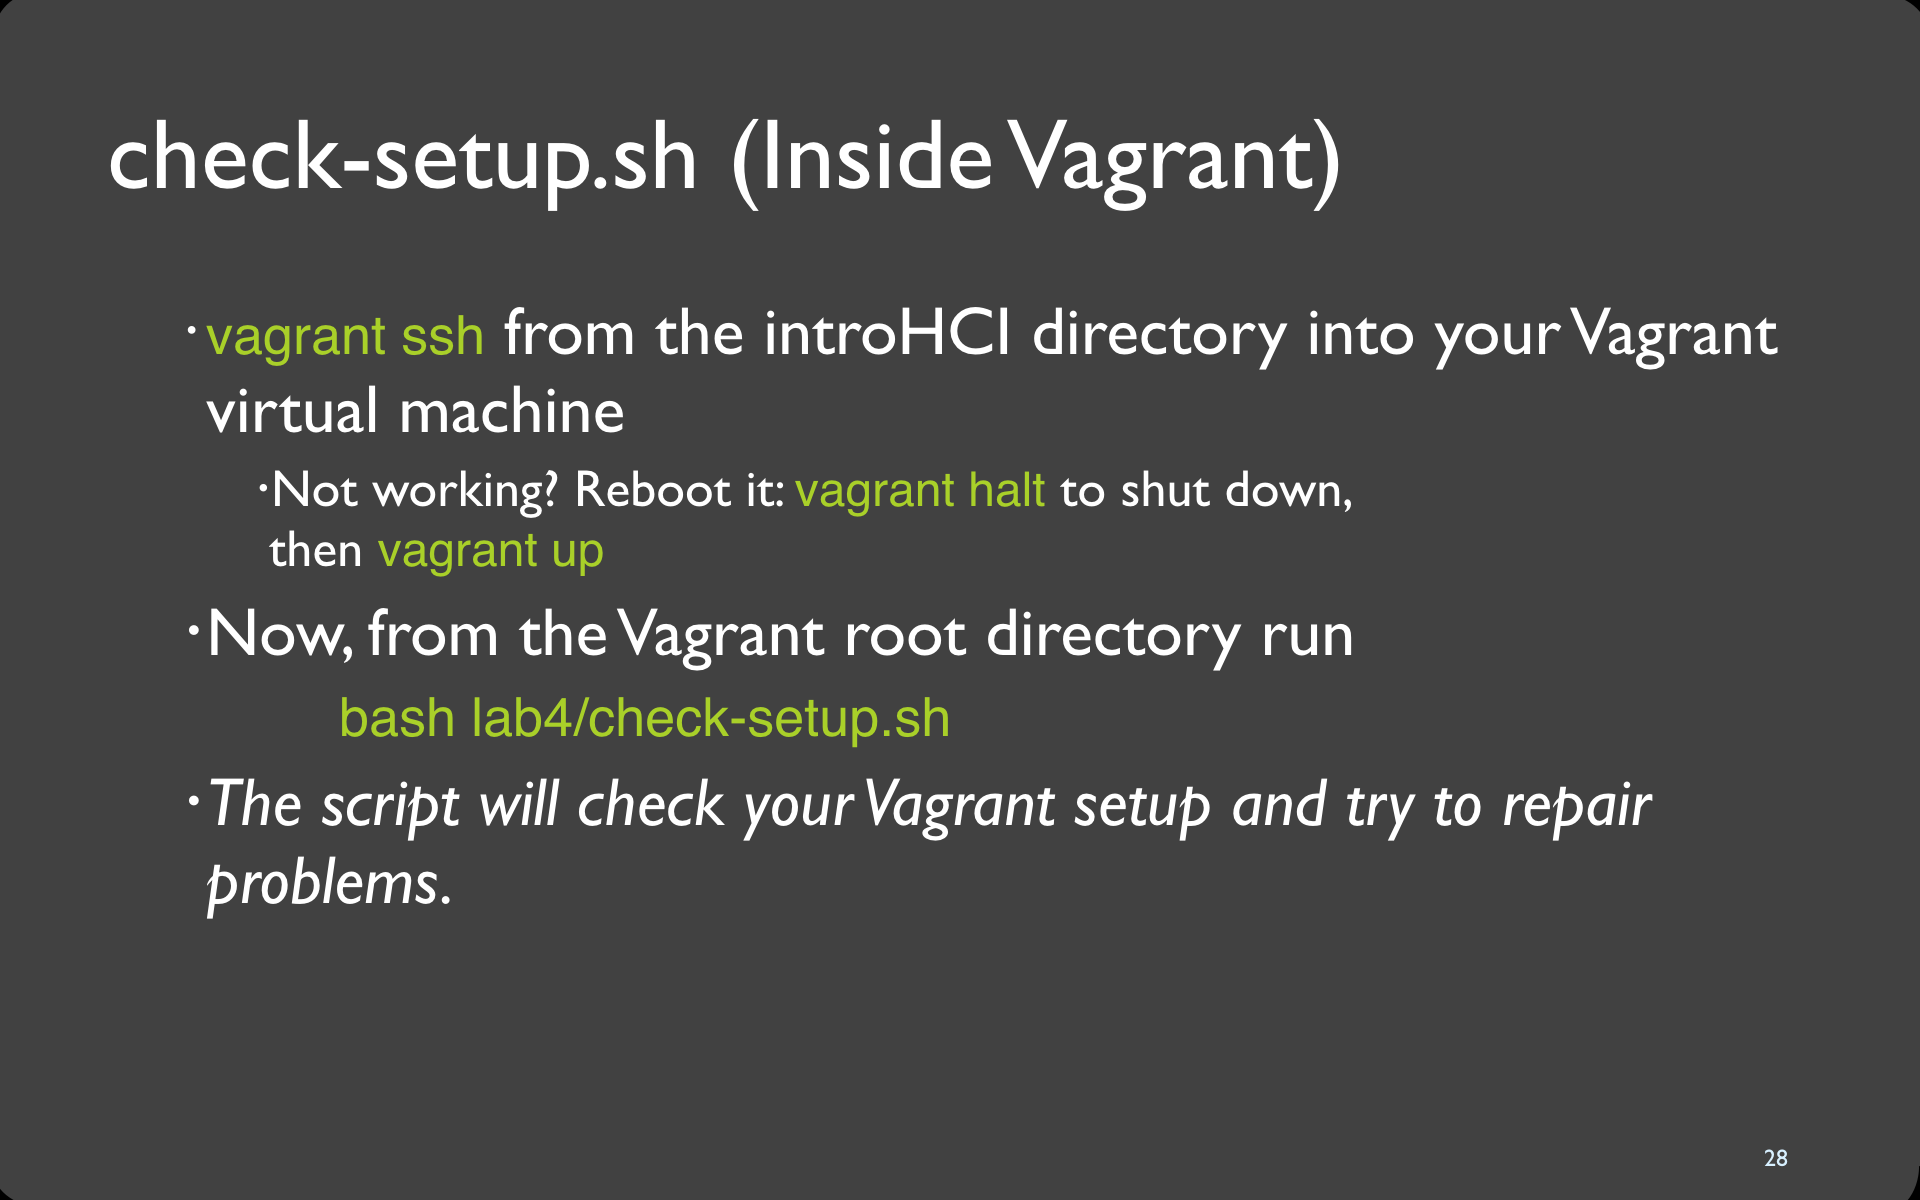 check-setup.sh (Inside Vagrant)
•vagrant ssh from the introHCI directory into your Vagrant
virtual machine
•Not working? Reboot it: vagrant halt to shut down,
then vagrant up
•Now, from the Vagrant root directory run
bash lab4/check-setup.sh
•The script will check your Vagrant setup and try to repair
problems.
28